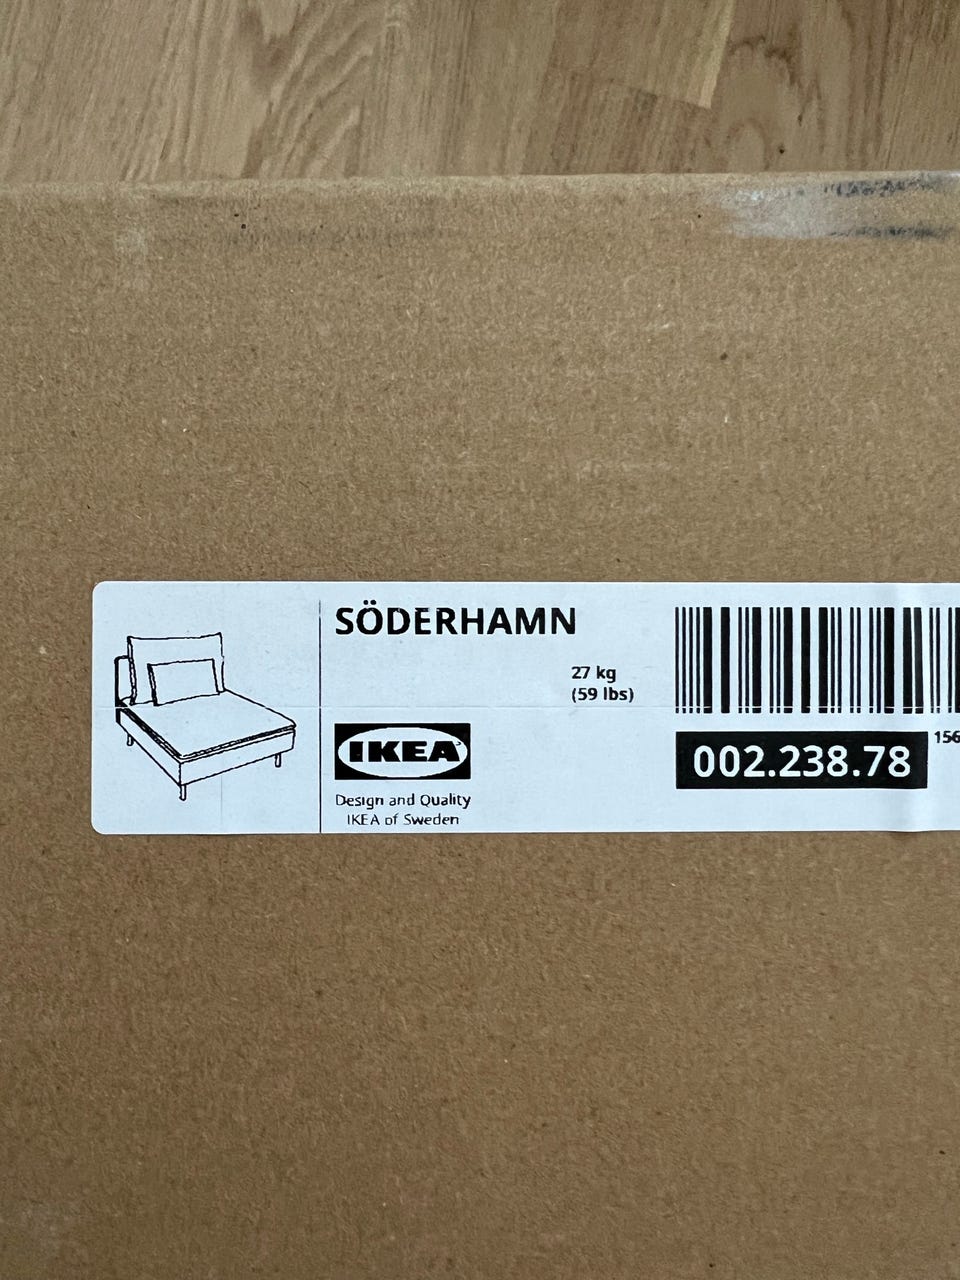 SÖDERHAMN
27 kg
(59 lbs)
IKEA
Design and Quality
IKEA of Sweden
002.238.78
156